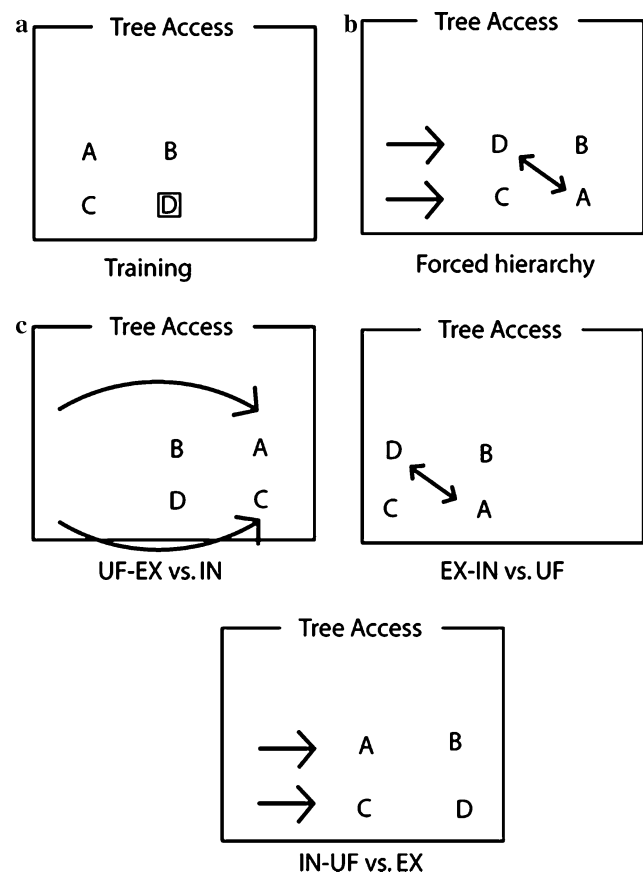 a
Tree Access
A B
C D
Training
b
Tree Access
D B
C A
Forced hierarchy
c
Tree Access
B A
D C
UF-EX vs. IN
Tree Access
D B
C A
EX-IN vs. UF
Tree Access
A B
C D
IN-UF vs. EX